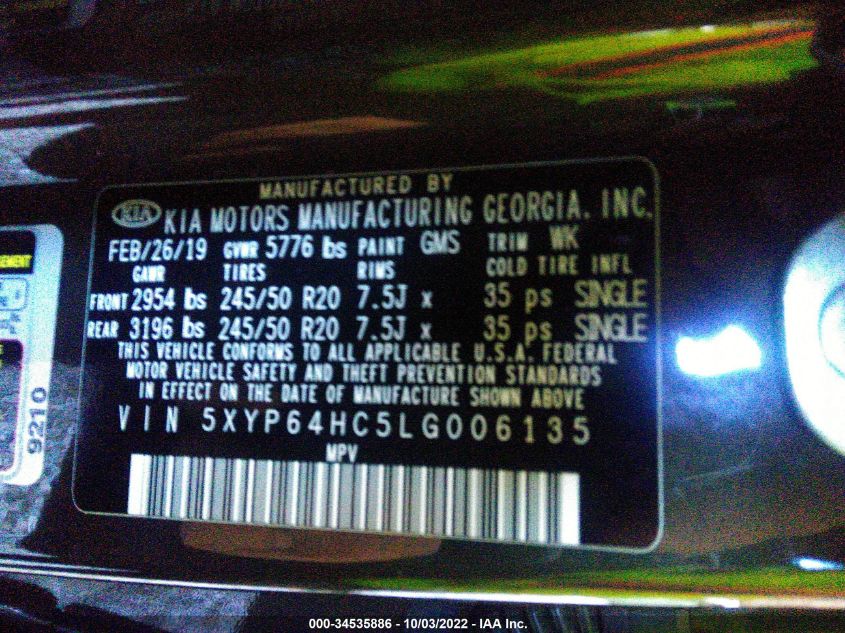 MANUFACTURED BY
KIA KIA MOTORS MANUFACTURING GEORGIA. INC.
FEB/26/19 GVWR 5776 lbs PAINT GMS TRIM WK
GAWR TIRES RIMS COLD TIRE INFL
FRONT 2954 lbs 245/50 R20 7.5J x 35 ps SINGLE
REAR 3196 lbs 245/50 R20 7.5J x 35 ps SINGLE
THIS VEHICLE CONFORMS TO ALL APPLICABLE U.S.A. FEDERAL
MOTOR VEHICLE SAFETY AND THEFT PREVENTION STANDARDS
IN EFFECT ON THE DATE OF MANUFACTURE SHOWN ABOVE
VIN 5XYP64HC5LG006135
MPV
9210
000-34535886 - 10/03/2022 - IAA Inc.